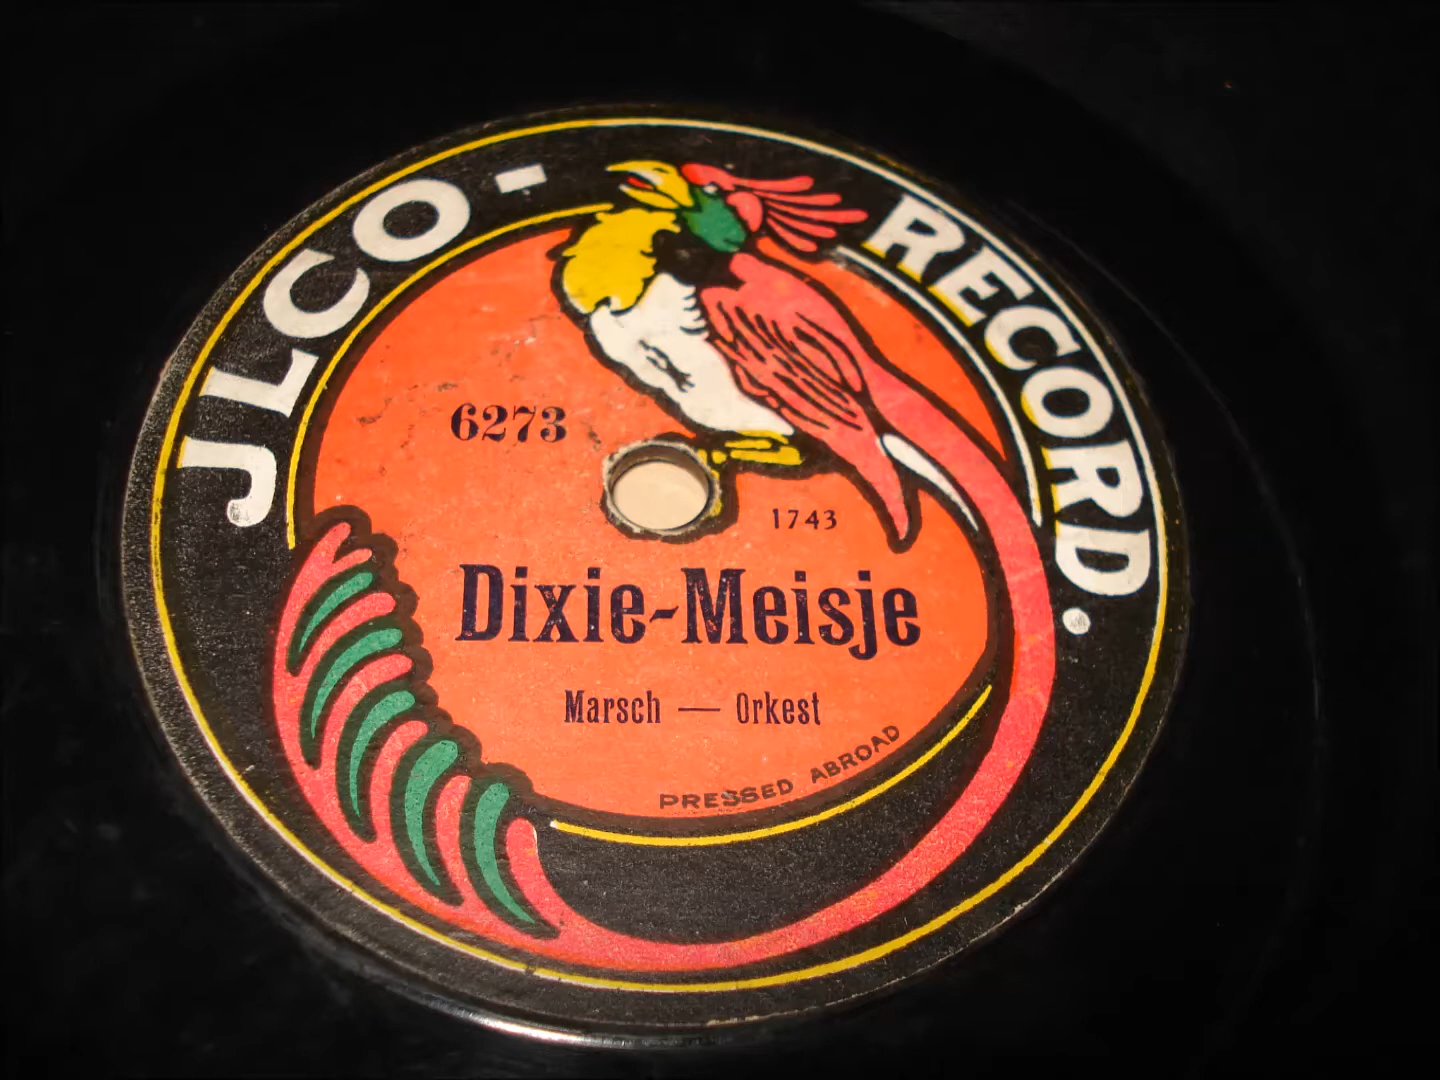 JLCO-RECORD.
6273
1743
Dixie-Meisje
Marsch — Orkest
PRESSED ABROAD